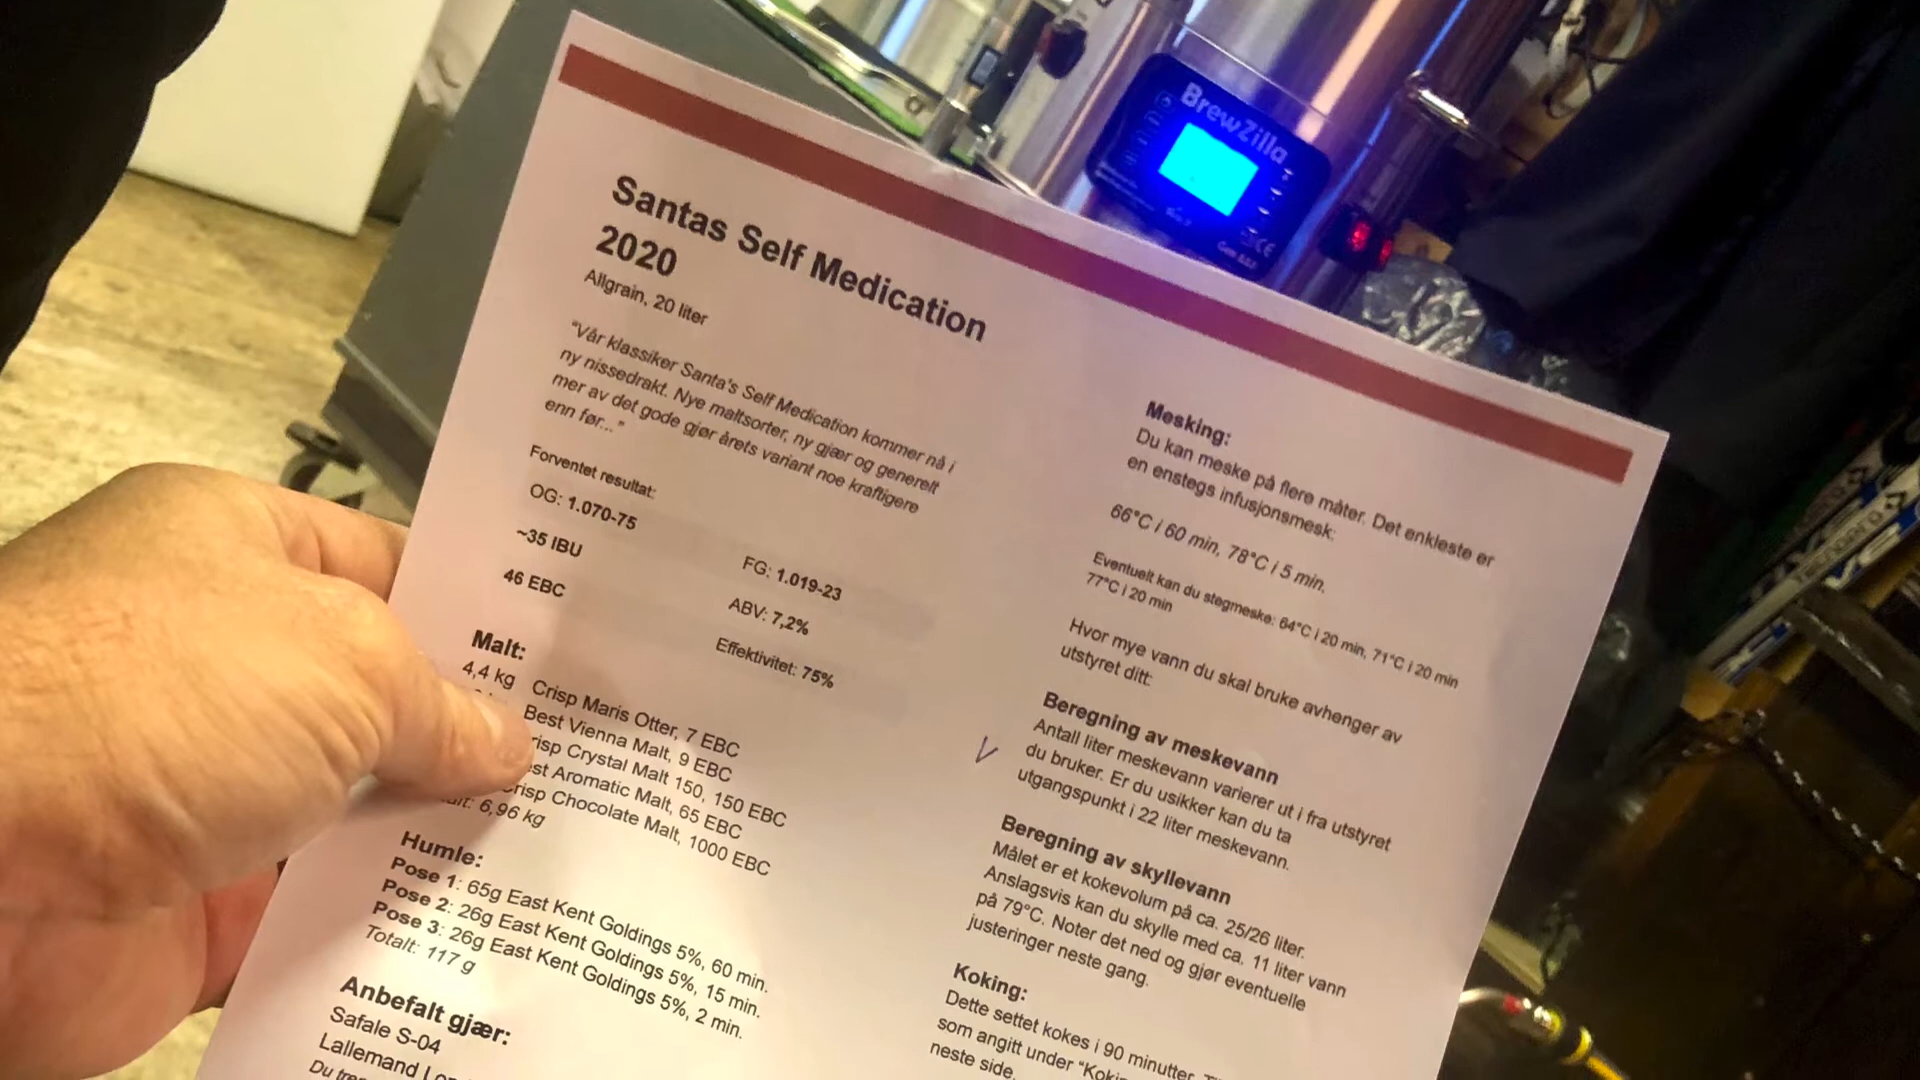 BrewZilla
Santas Self Medication
2020
Allgrain, 20 liter
"Vår klassiker Santa's Self Medication kommer nå i
ny nissedrakt. Nye maltsorter, ny gjær og generelt
mer av det gode gjør årets variant noe kraftigere
enn før..."
Forventet resultat:
OG: 1.070-75
FG: 1.019-23
~35 IBU
ABV: 7,2%
46 EBC
Effektivitet: 75%
Malt:
4,4 kg Crisp Maris Otter, 7 EBC
Best Vienna Malt, 9 EBC
Crystal Malt 150, 150 EBC
Aromatic Malt, 65 EBC
Chocolate Malt, 1000 EBC
6,96 kg
Humle:
Pose 1: 65g East Kent Goldings 5%, 60 min.
Pose 2: 26g East Kent Goldings 5%, 15 min.
Pose 3: 26g East Kent Goldings 5%, 2 min.
Totalt: 117 g
Anbefalt gjær:
Safale S-04
Lallemand
Du
Mesking:
Du kan meske på flere måter. Det enkleste er
en enstegs infusjonsmesk:
66°C i 60 min, 78°C i 5 min.
Eventuelt kan du stegmeske: 64°C i 20 min, 71°C i 20 min
77°C i 20 min
Hvor mye vann du skal bruke avhenger av
utstyret ditt:
Beregning av meskevann
Antall liter meskevann varierer ut i fra utstyret
du bruker. Er du usikker kan du ta
utgangspunkt i 22 liter meskevann.
Beregning av skyllevann
Målet er et kokevolum på ca. 25/26 liter.
Anslagsvis kan du skylle med ca. 11 liter vann
på 79°C. Noter det ned og gjør eventuelle
justeringer neste gang.
Koking:
Dette settet kokes i 90 minutter.
som angitt under
neste side.